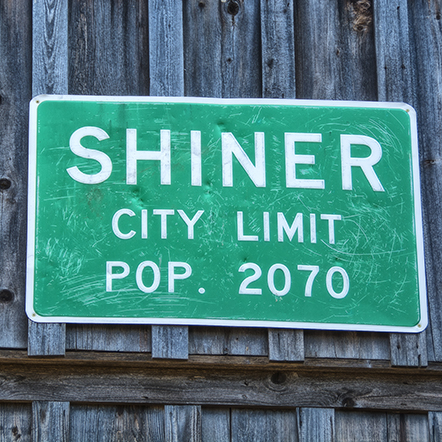 SHINER
CITY LIMIT
POP. 2070